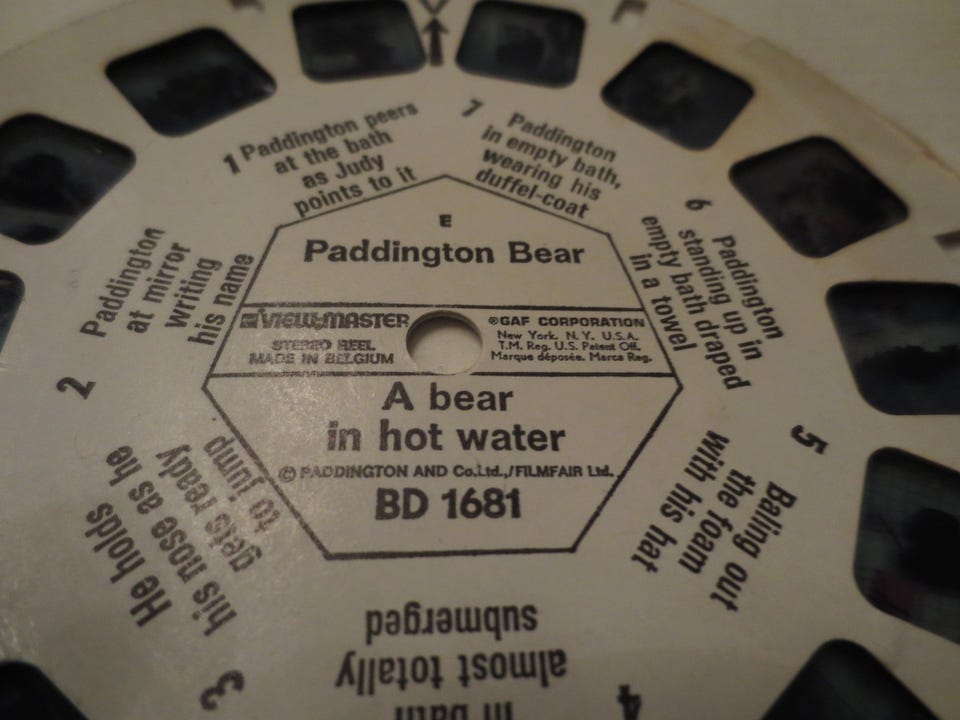 E
Paddington Bear
VIEW-MASTER
STEREO REEL
MADE IN BELGIUM
®GAF CORPORATION
New York. N. Y. U.S.A.
T.M. Reg. U.S. Patent Off.
Marque déposée. Marca Reg.
A bear
in hot water
© PADDINGTON AND Co.Ltd.,/FILMFAIR Ltd.
BD 1681
1 Paddington peers
at the bath
as Judy
points to it
2
Paddington
at mirror
writing
his name
3
He holds
his nose as he
gets ready
to jump
4
in bath
almost totally
submerged
5
Baling out
the foam
with his hat
6
Paddington
standing up in
empty bath draped
in a towel
7
Paddington
in empty bath,
wearing his
duffel-coat